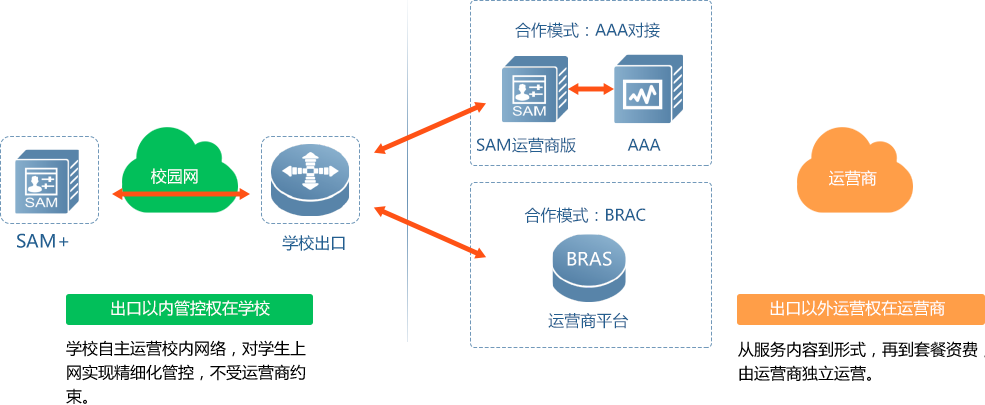 合作模式：AAA对接
SAM
SAM运营商版
AAA
校园网
运营商
SAM
SAM+
学校出口
合作模式：BRAC
BRAS
运营商平台
出口以内管控权在学校
学校自主运营校内网络，对学生上
网实现精细化管控，不受运营商约
束。
出口以外运营权在运营商
从服务内容到形式，再到套餐资费，
由运营商独立运营。